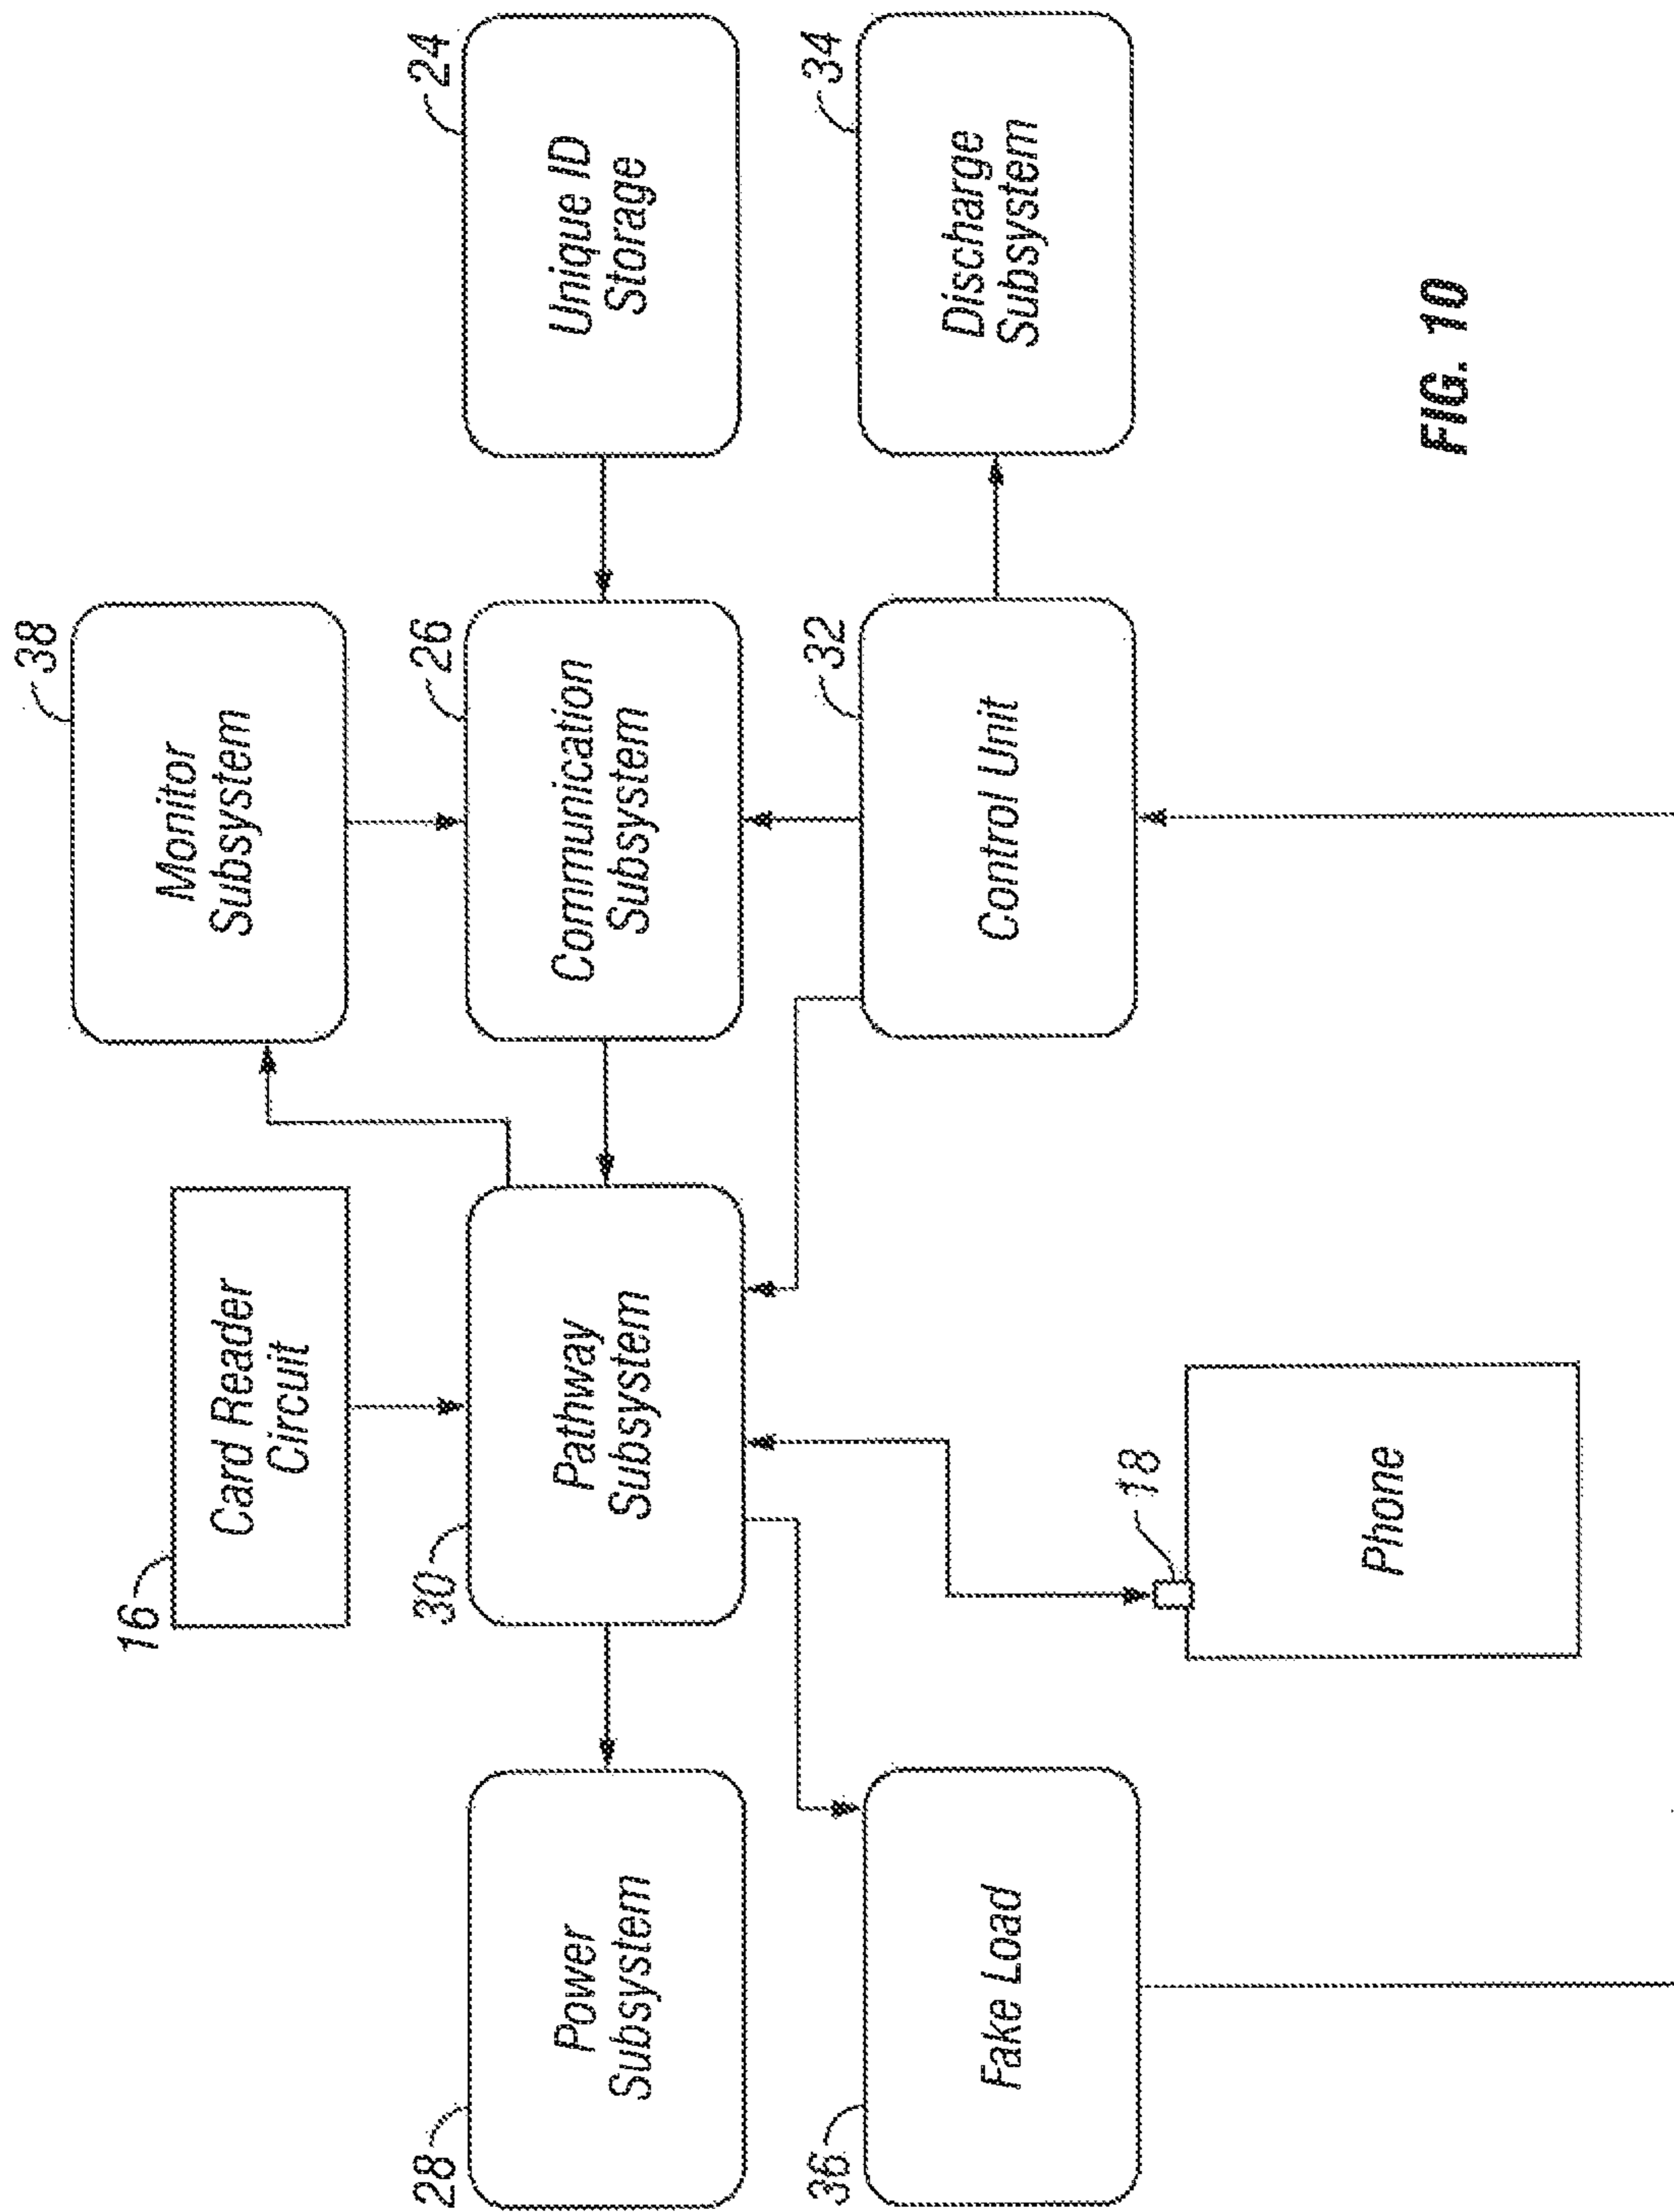 38
Monitor
Subsystem
16
Card Reader
Circuit
28
Power
Subsystem
30
Pathway
Subsystem
26
Communication
Subsystem
24
Unique ID
Storage
36
Fake Load
32
Control Unit
34
Discharge
Subsystem
18
Phone
FIG. 10